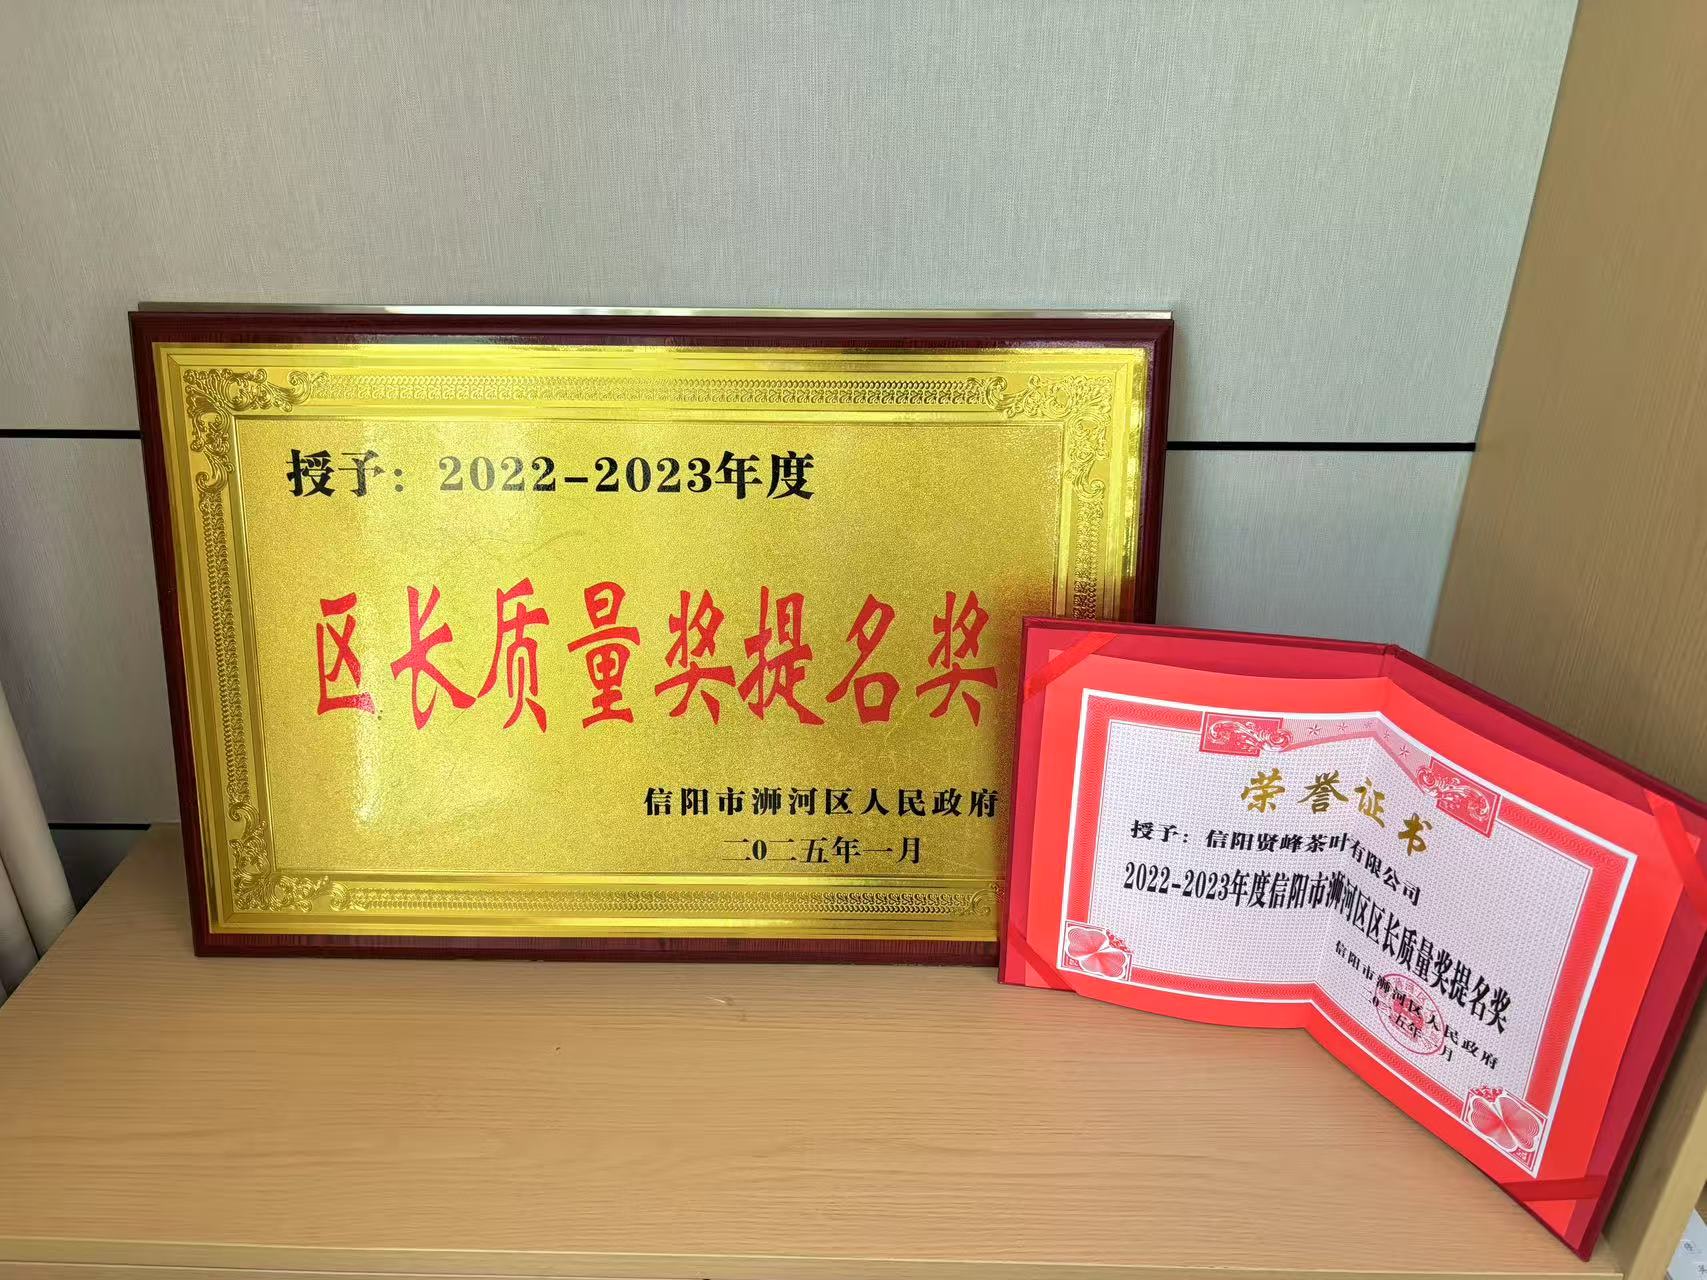 授予：2022-2023年度
区长质量奖提名奖
信阳市浉河区人民政府
二0二五年一月
荣誉证书
授予：信阳贤峰茶叶有限公司
2022-2023年度信阳市浉河区区长质量奖提名奖
信阳市浉河区人民政府
二0二五年一月